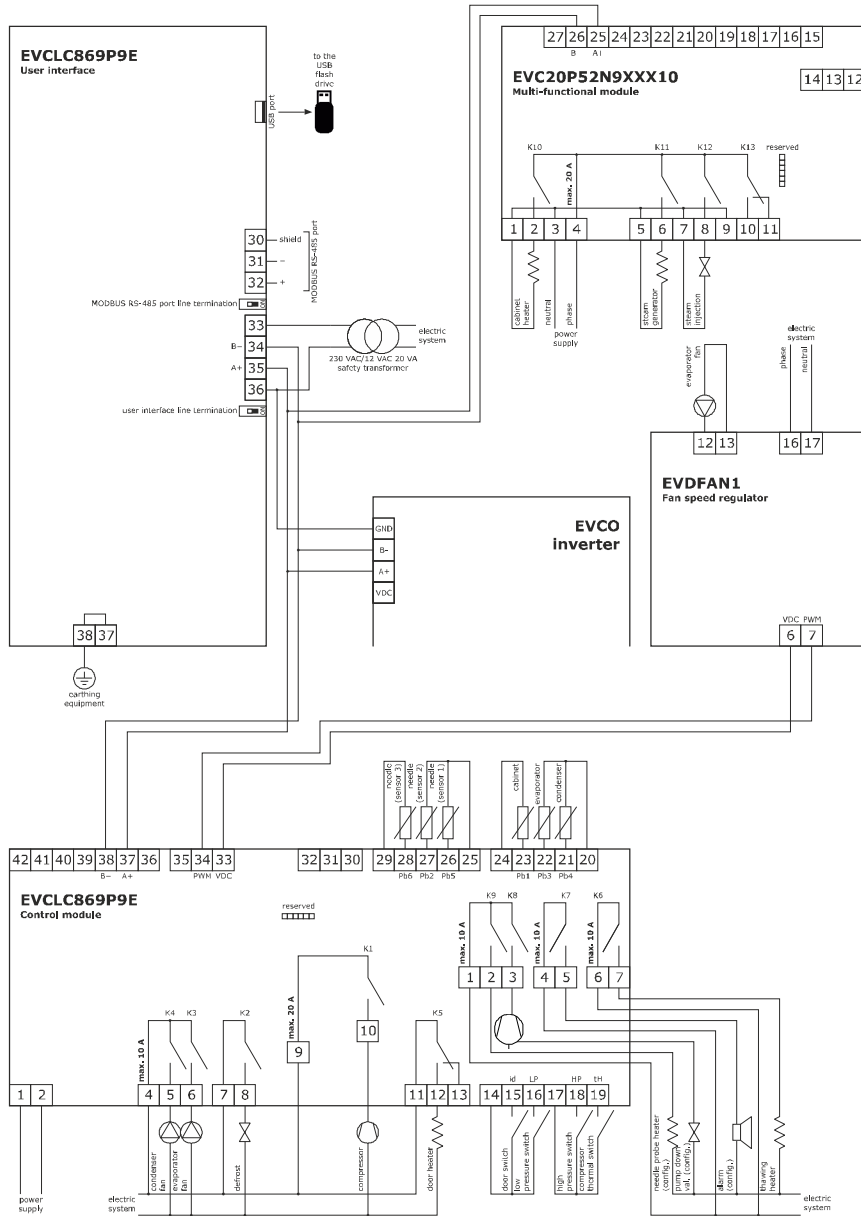 EVCLC869P9E
User interface
to the
USB
flash
drive
USB port
30
shield
31
−
32
+
MODBUS RS-485 port
MODBUS RS-485 port line termination
ON
33
B− 34
A+ 35
36
electric
system
230 VAC/12 VAC 20 VA
safety transformer
user interface line termination
ON
38 37
earthing
equipment
27 26 25 24 23 22 21 20 19 18 17 16 15
B A+
EVC20P52N9XXX10
Multi-functional module
14 13 12
K10
max. 20 A
K11
K12
K13
reserved
1 2 3 4
5 6 7 8 9
10 11
cabinet
heater
neutral
phase
power
supply
steam
generator
steam
injection
evaporator
fan
electric
system
phase
neutral
12 13
16 17
EVDFAN1
Fan speed regulator
VDC PWM
6 7
EVCO
inverter
GND
B−
A+
VDC
needle
(sensor 3)
needle
(sensor 2)
needle
(sensor 1)
cabinet
evaporator
condenser
42 41 40 39 38 37 36
B− A+
35 34 33
PWM VDC
32 31 30
29 28 27 26 25
Pb6 Pb2 Pb5
24 23 22 21 20
Pb1 Pb3 Pb4
EVCLC869P9E
Control module
reserved
max. 10 A
K9
K8
max. 10 A
K7
max. 10 A
K6
1 2 3
4 5
6 7
max. 10 A
K4
K3
K2
max. 20 A
K1
K5
9
10
1 2
4 5 6
7 8
11 12 13
id LP HP tH
14 15 16 17 18 19
condenser
fan
evaporator
fan
defrost
compressor
door heater
door switch
low
pressure switch
high
pressure switch
compressor
thermal switch
needle probe heater
(config.)
pump down
val. (config.)
alarm
(config.)
thawing
heater
power
supply
electric
system
electric
system